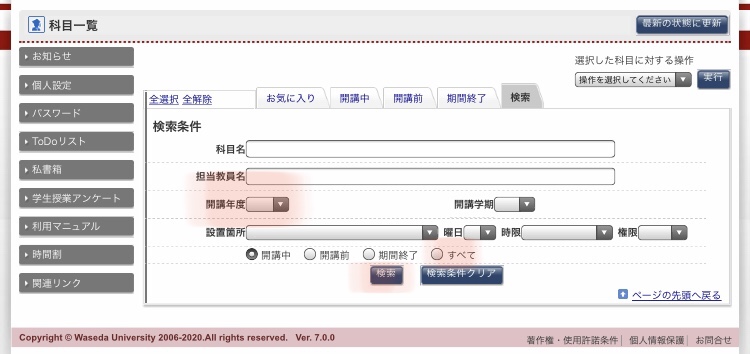 科目一覧
最新の状態に更新
お知らせ
個人設定
パスワード
ToDoリスト
私書箱
学生授業アンケート
利用マニュアル
時間割
関連リンク
選択した科目に対する操作
操作を選択してください 実行
全選択 全解除 お気に入り 開講中 開講前 期間終了 検索
検索条件
科目名
担当教員名
開講年度 開講学期
設置箇所 曜日 時限 権限
開講中 開講前 期間終了 すべて
検索 検索条件クリア
ページの先頭へ戻る
Copyright © Waseda University 2006-2020.All rights reserved. Ver. 7.0.0
著作権・使用許諾条件| 個人情報保護| お問合せ